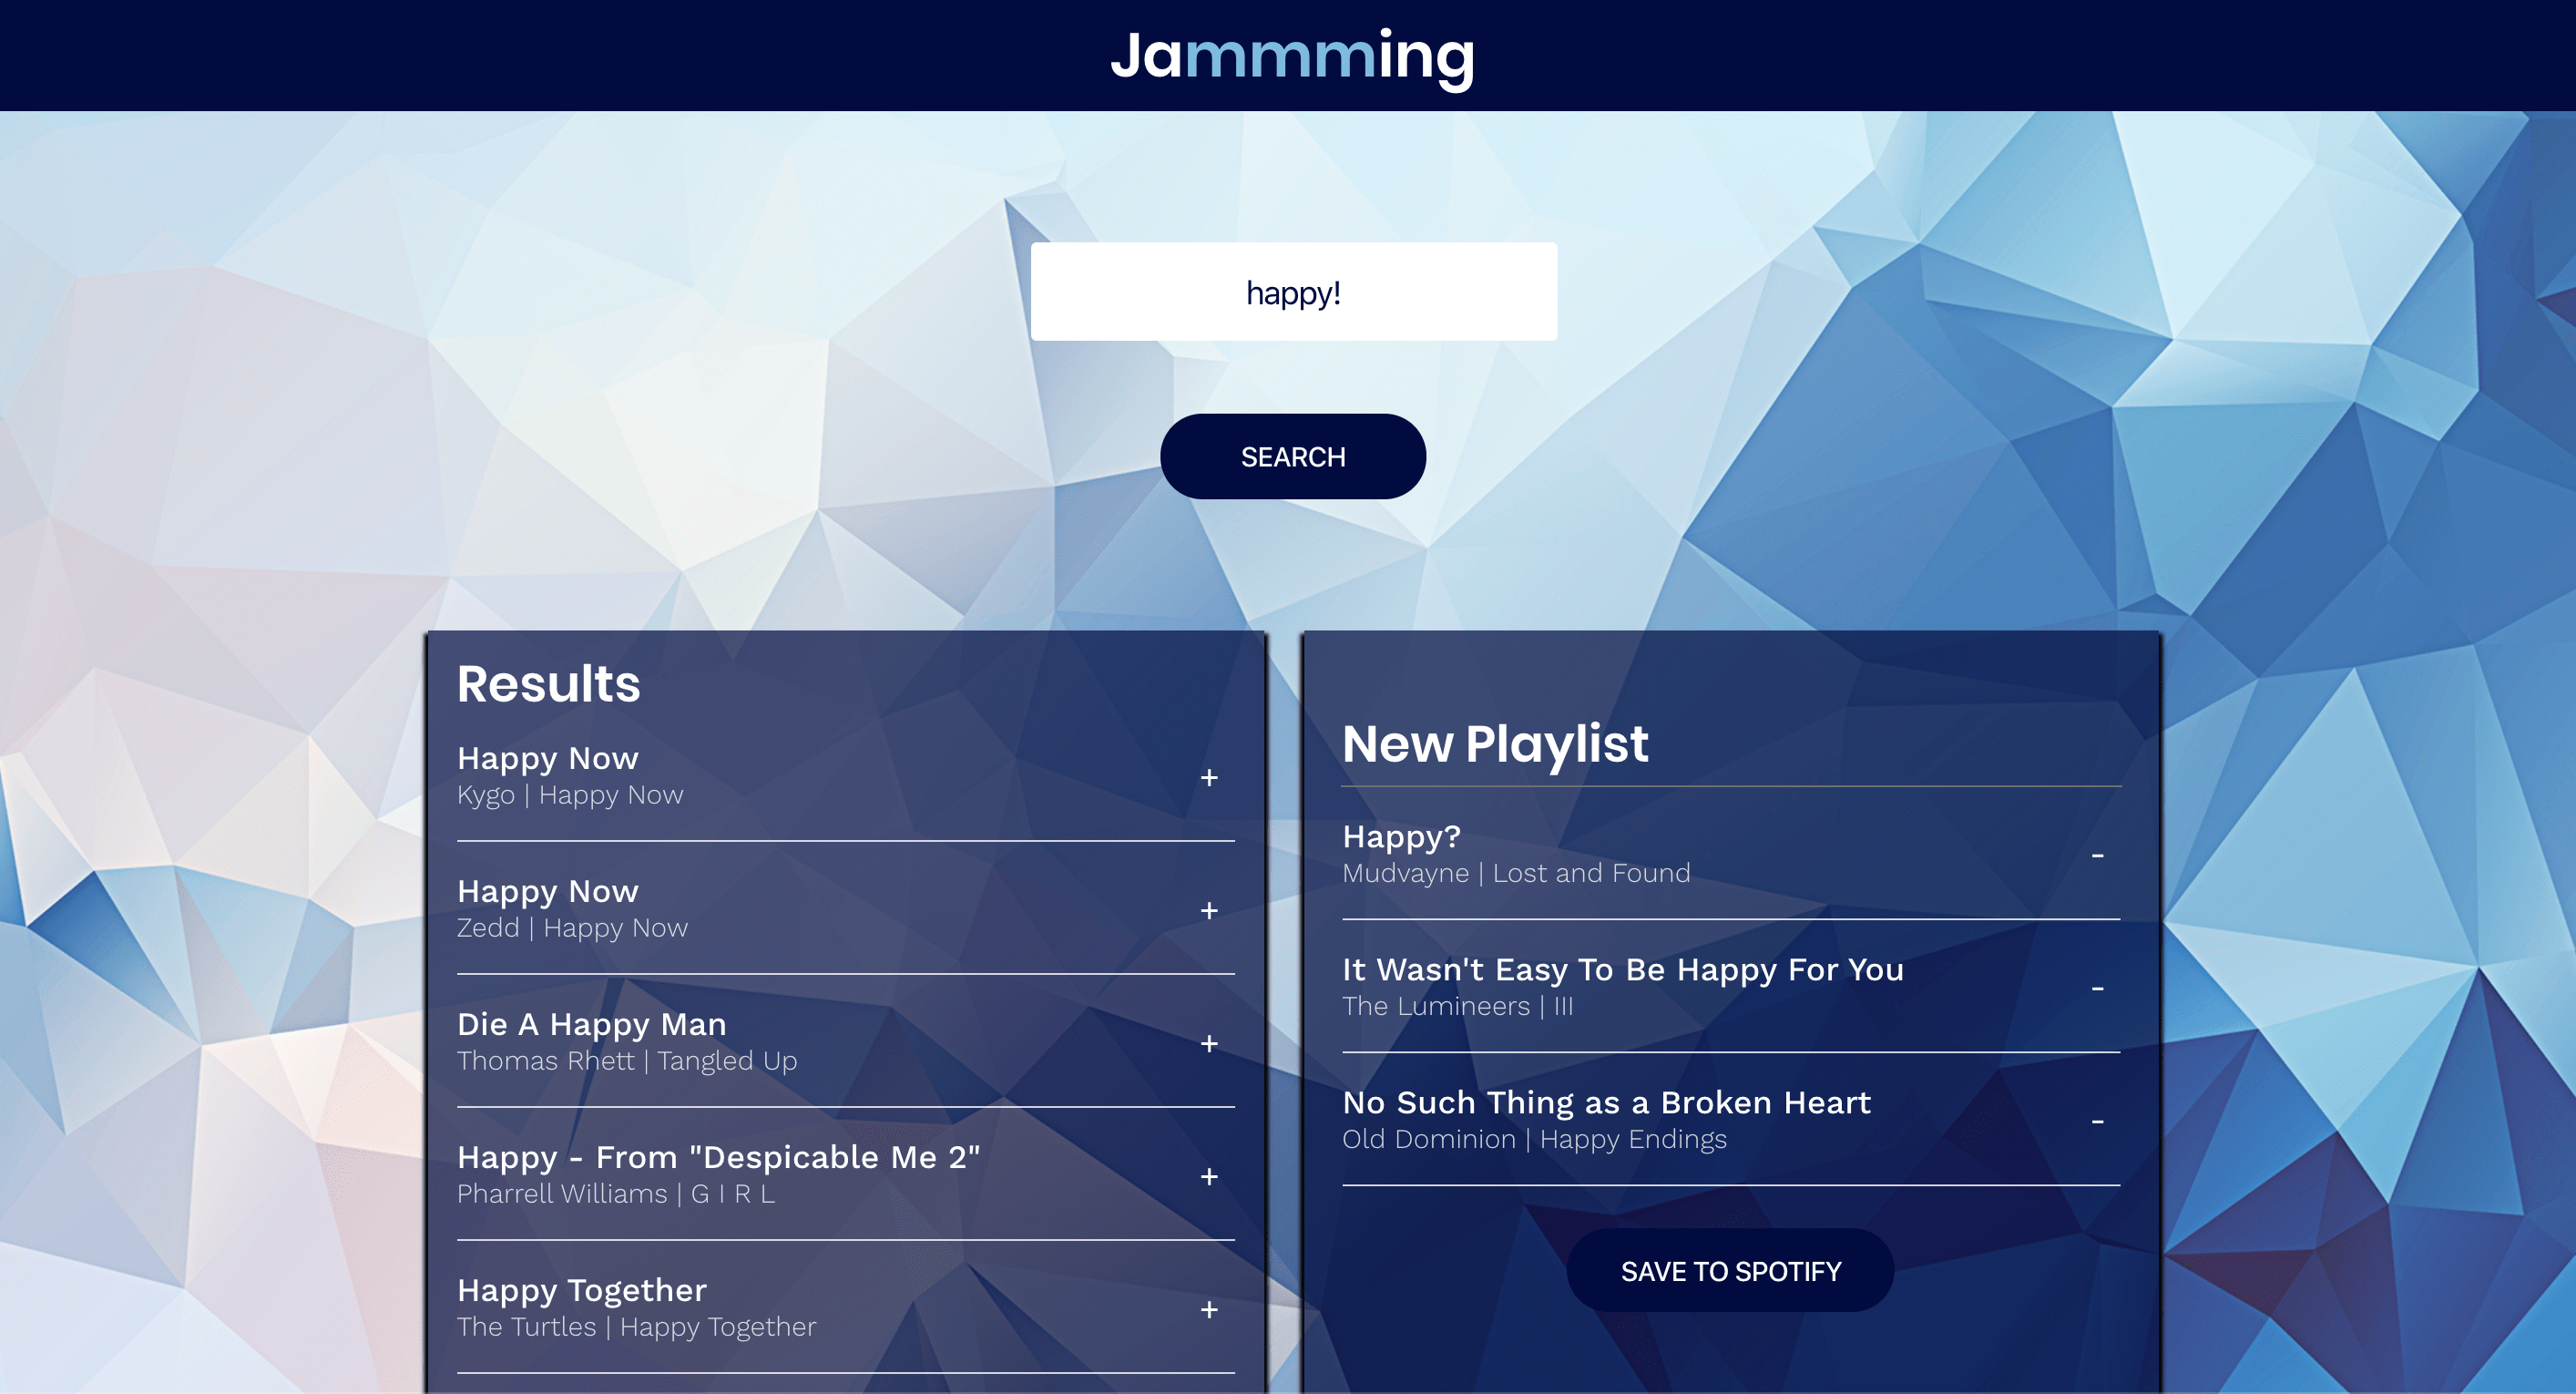 Jammming
happy!
SEARCH
Results
Happy Now
Kygo | Happy Now
+
Happy Now
Zedd | Happy Now
+
Die A Happy Man
Thomas Rhett | Tangled Up
+
Happy - From "Despicable Me 2"
Pharrell Williams | G I R L
+
Happy Together
The Turtles | Happy Together
+
New Playlist
Happy?
Mudvayne | Lost and Found
-
It Wasn't Easy To Be Happy For You
The Lumineers | III
-
No Such Thing as a Broken Heart
Old Dominion | Happy Endings
-
SAVE TO SPOTIFY